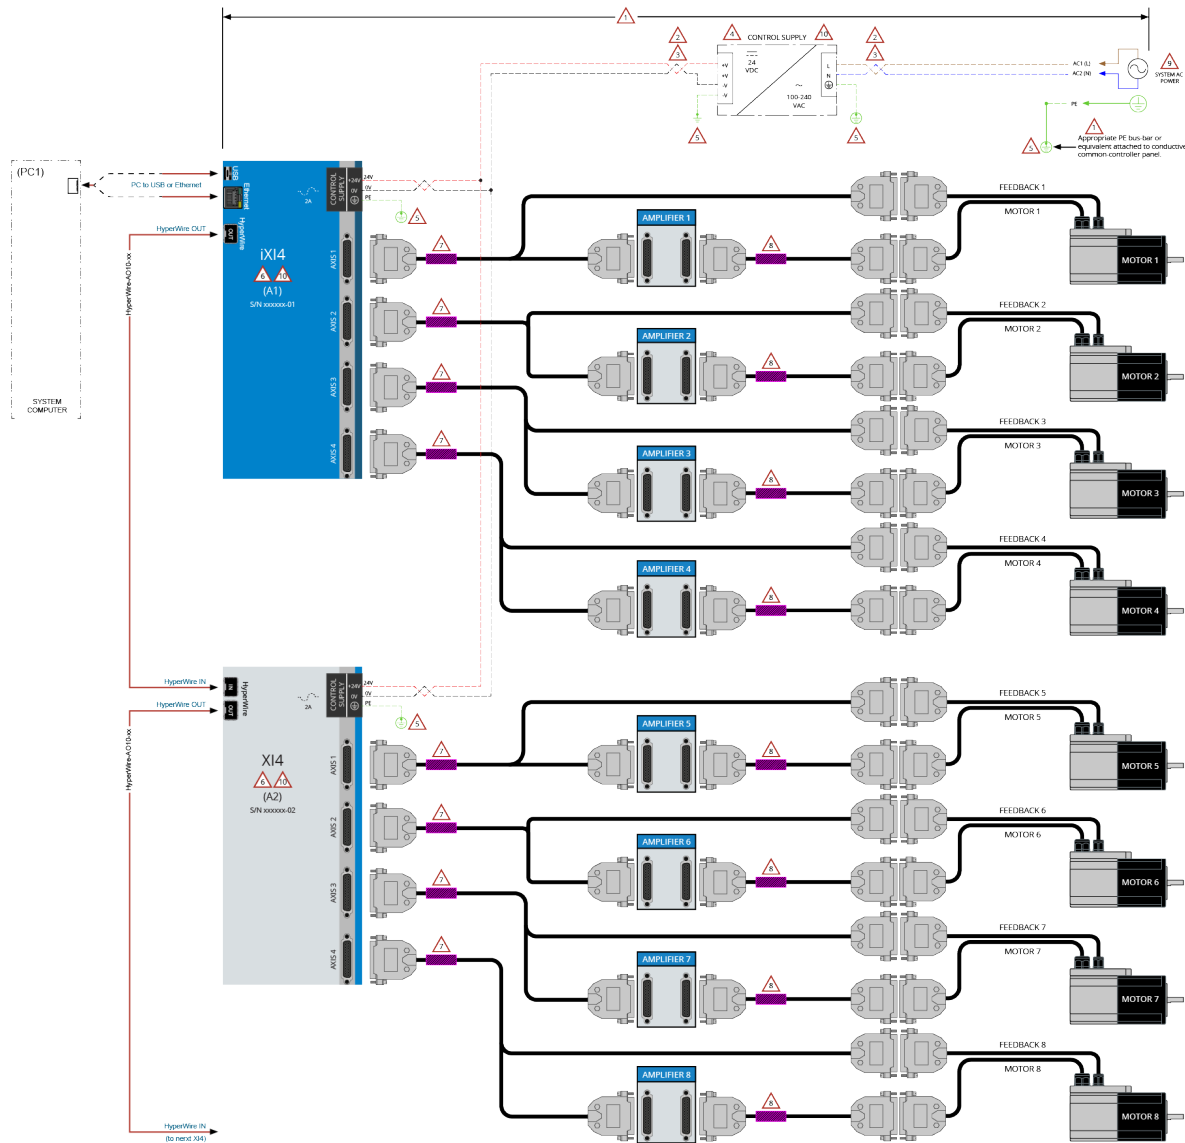 1
2
3
4
CONTROL SUPPLY
10
2
3
+V
+V
-V
-V
24
VDC
100-240
VAC
L
N
AC1 (L)
AC2 (N)
9
SYSTEM AC
POWER
5
5
PE
1
5
Appropriate PE bus-bar or
equivalent attached to conductive
common controller panel.
(PC1)
PC to USB or Ethernet
SYSTEM
COMPUTER
USB
Ethernet
HyperWire
OUT
HyperWire OUT
HyperWire-AO10-xx
2A
CONTROL
SUPPLY
+24V
0V
24V
0V
PE
5
iXI4
6
10
(A1)
S/N xxxxxx-01
AXIS 1
AXIS 2
AXIS 3
AXIS 4
7
AMPLIFIER 1
8
FEEDBACK 1
MOTOR 1
MOTOR 1
7
AMPLIFIER 2
8
FEEDBACK 2
MOTOR 2
MOTOR 2
7
AMPLIFIER 3
8
FEEDBACK 3
MOTOR 3
MOTOR 3
7
AMPLIFIER 4
8
FEEDBACK 4
MOTOR 4
MOTOR 4
HyperWire IN
IN
HyperWire
HyperWire OUT
OUT
HyperWire-AO10-xx
2A
CONTROL
SUPPLY
+24V
0V
24V
0V
PE
5
XI4
6
10
(A2)
S/N xxxxxx-02
AXIS 1
AXIS 2
AXIS 3
AXIS 4
7
AMPLIFIER 5
8
FEEDBACK 5
MOTOR 5
MOTOR 5
7
AMPLIFIER 6
8
FEEDBACK 6
MOTOR 6
MOTOR 6
7
AMPLIFIER 7
8
FEEDBACK 7
MOTOR 7
MOTOR 7
7
AMPLIFIER 8
8
FEEDBACK 8
MOTOR 8
MOTOR 8
HyperWire IN
(to nerxt XI4)